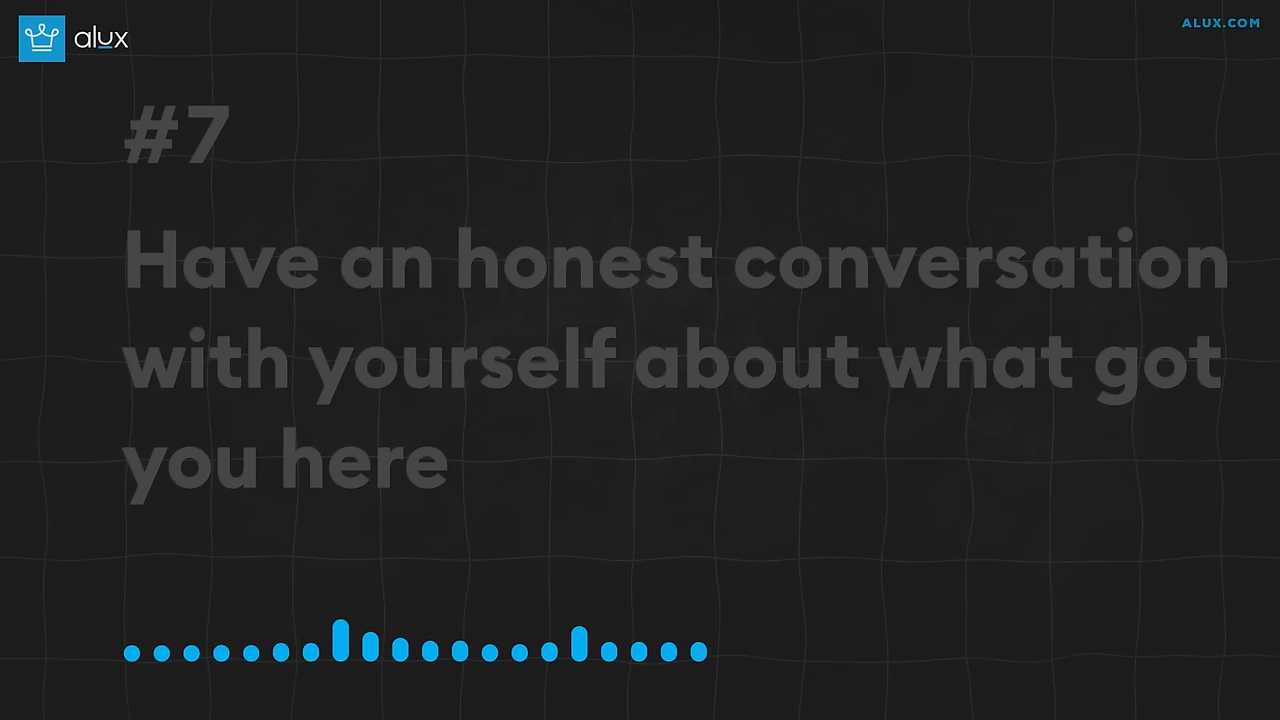 alux
ALUX.COM
#7
Have an honest conversation
with yourself about what got
you here